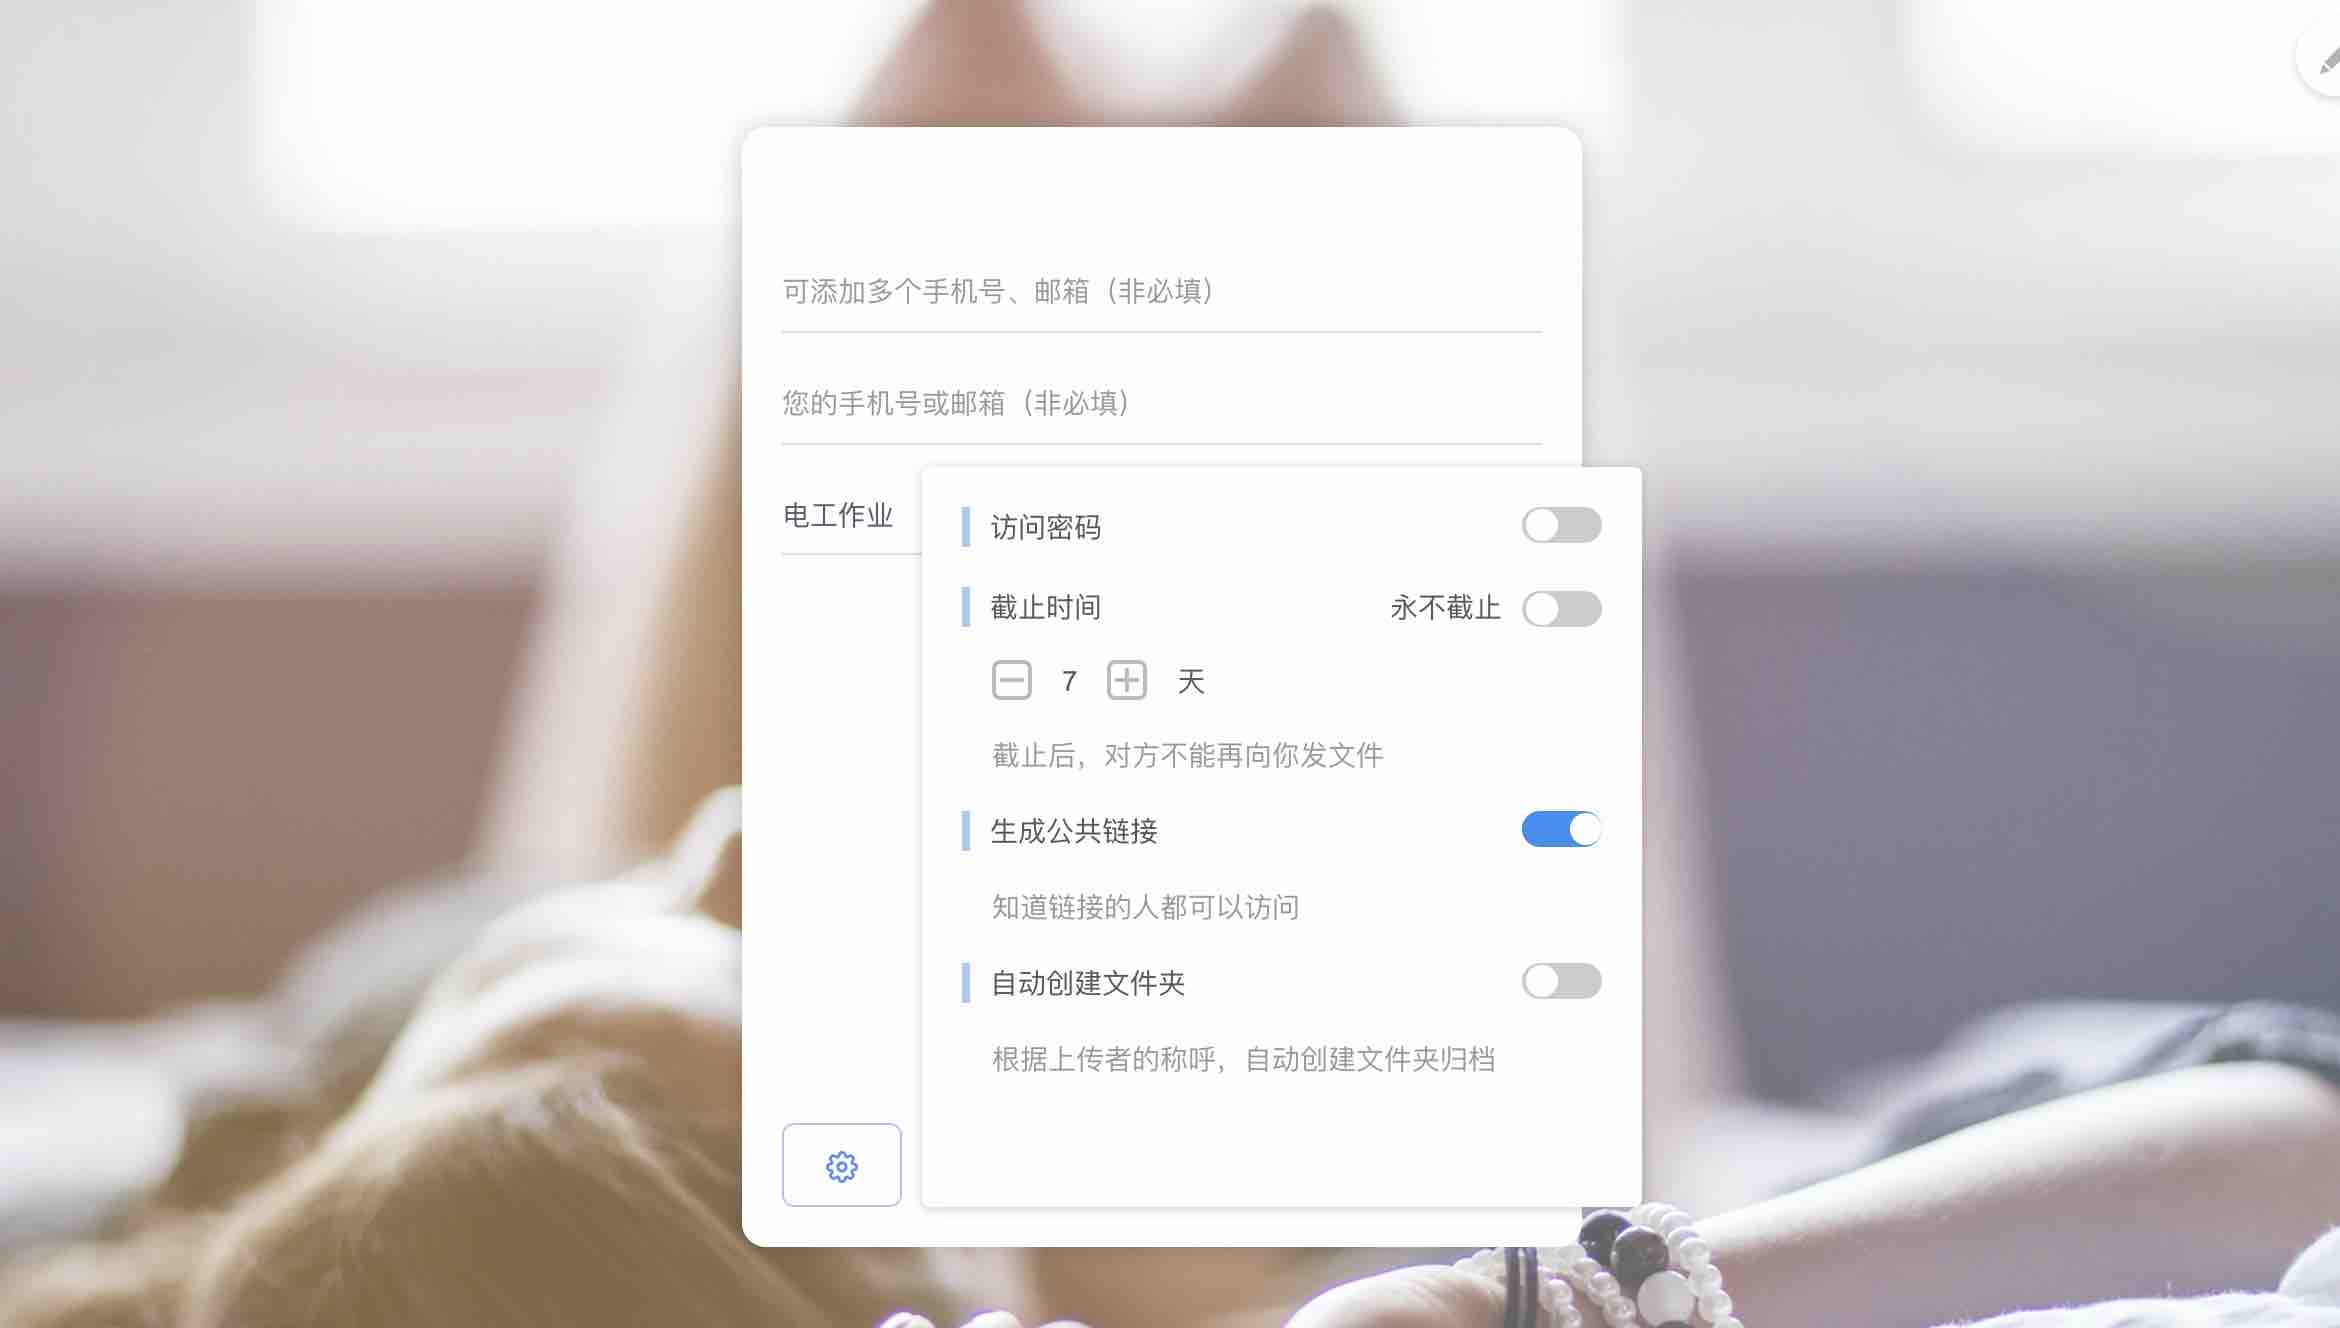 可添加多个手机号、邮箱（非必填）
您的手机号或邮箱（非必填）
电工作业
访问密码
截止时间 永不截止
7 天
截止后，对方不能再向你发文件
生成公共链接
知道链接的人都可以访问
自动创建文件夹
根据上传者的称呼，自动创建文件夹归档